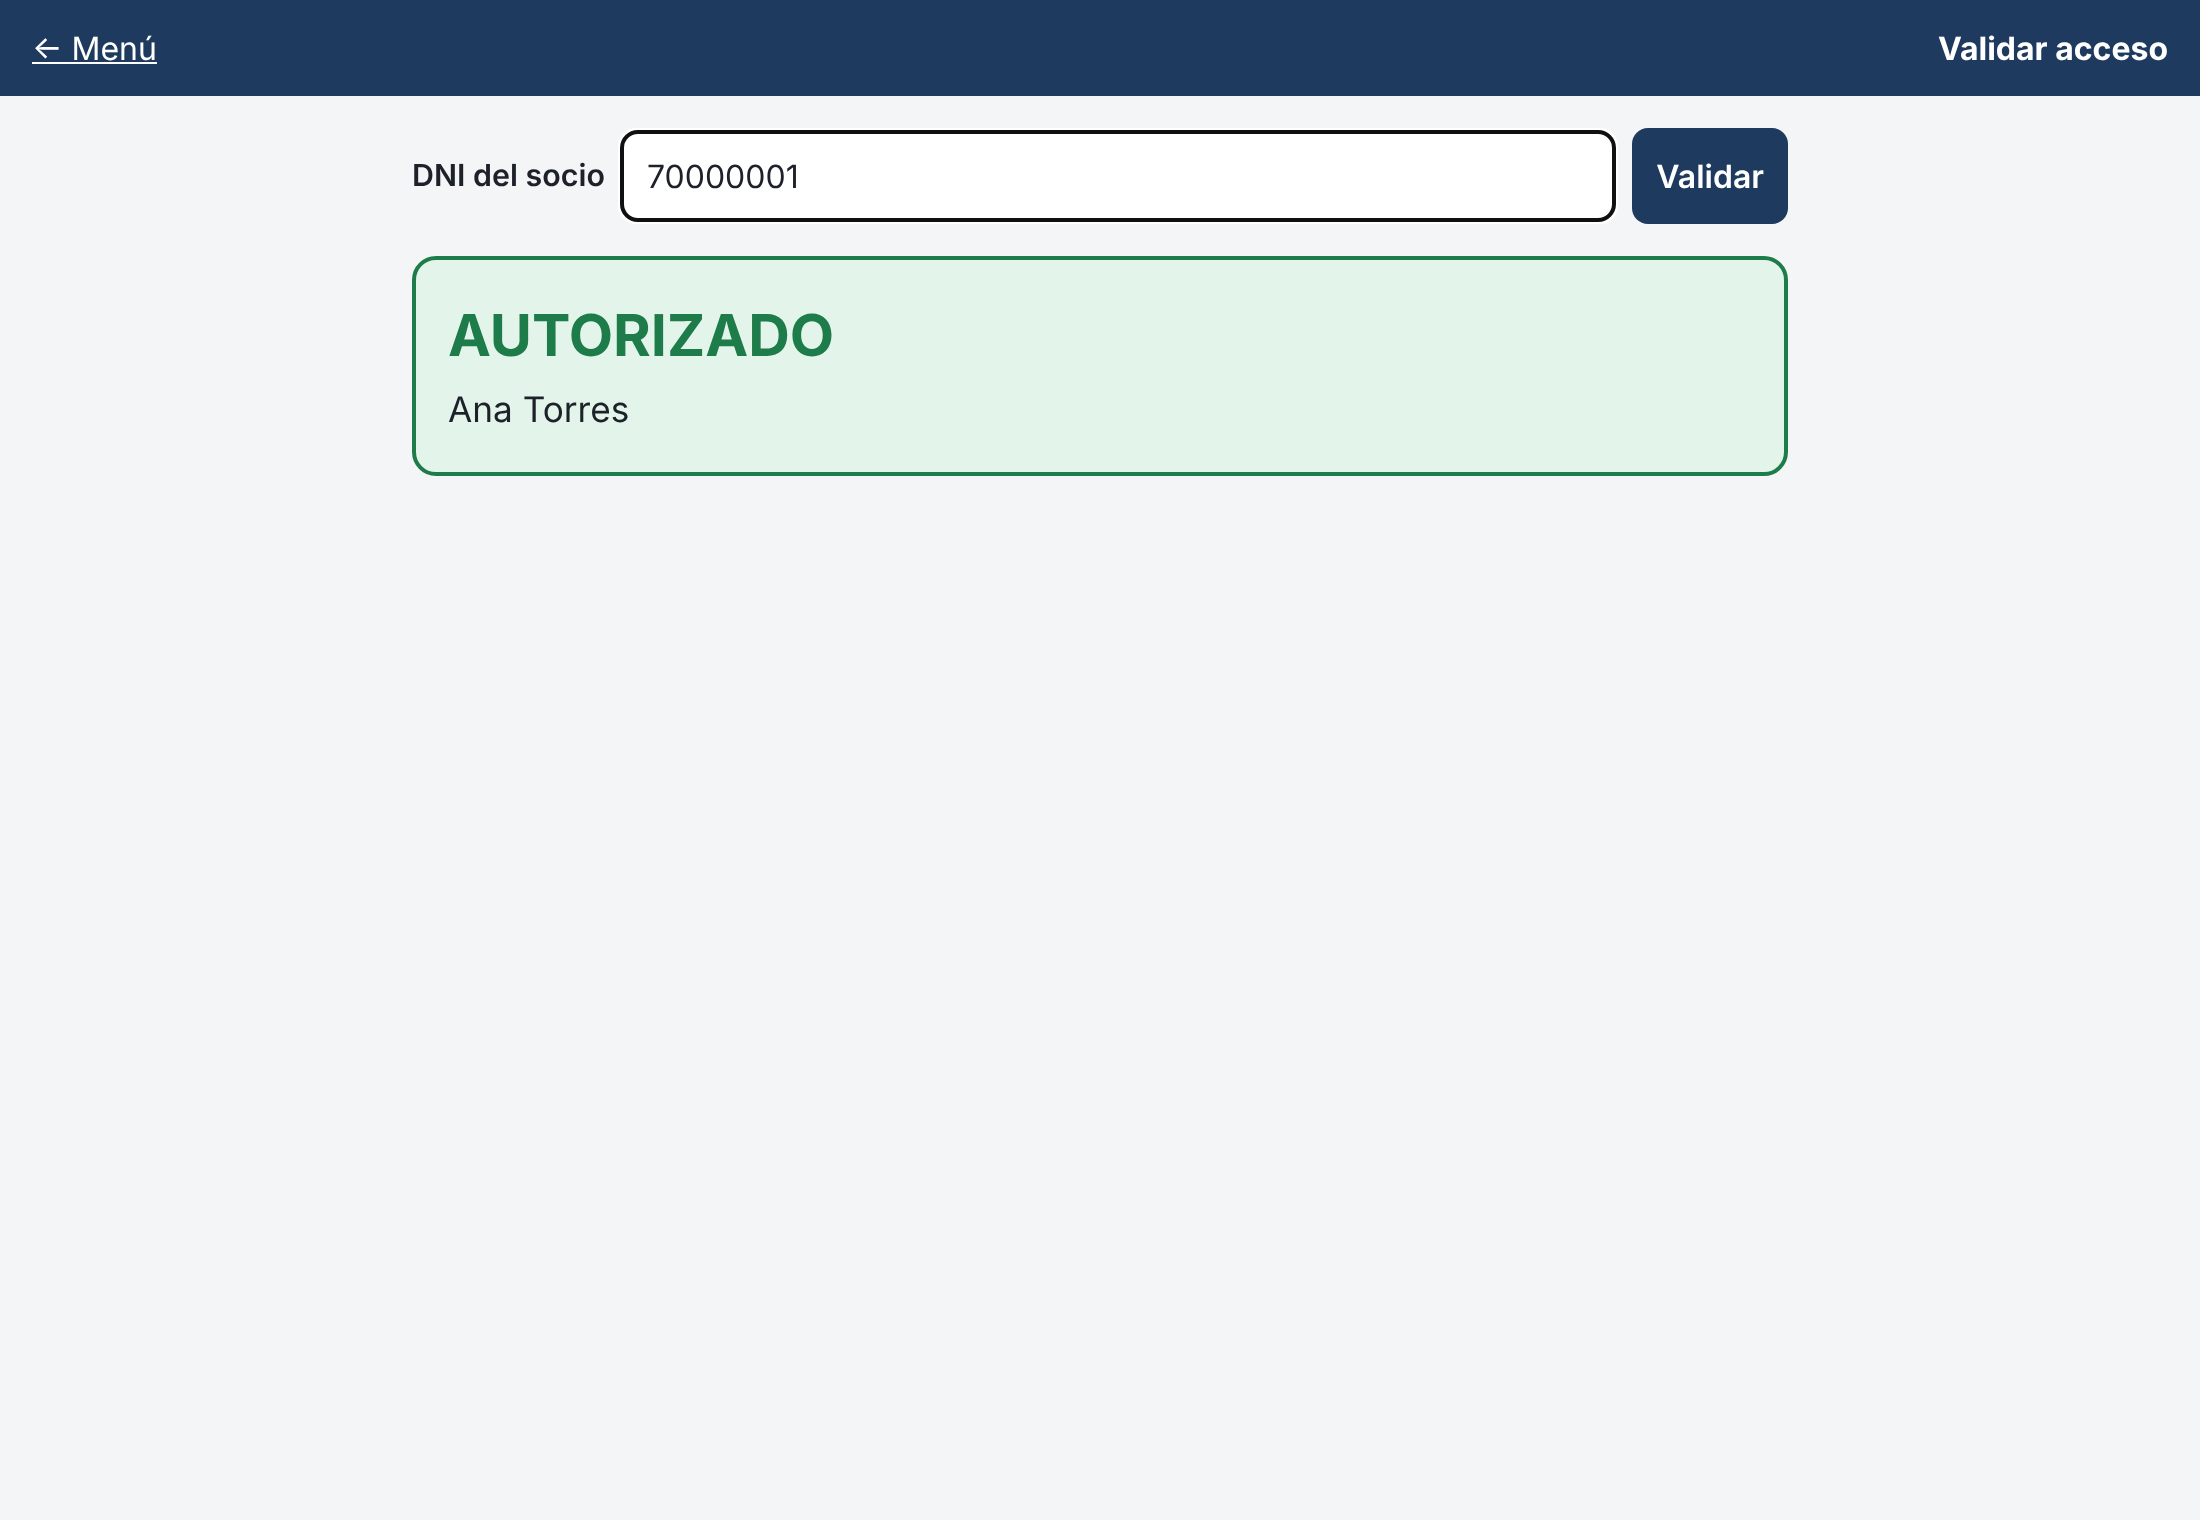 ← Menú
Validar acceso
DNI del socio
70000001
Validar
AUTORIZADO
Ana Torres